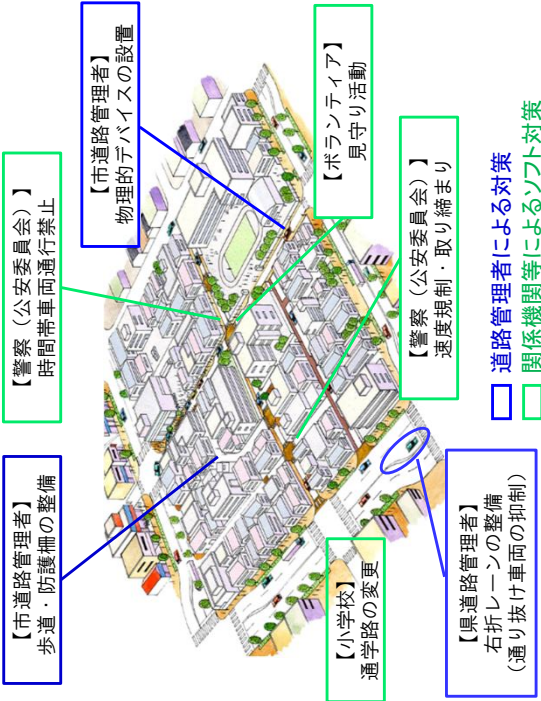 【市道路管理者】
歩道・防護柵の整備
【警察（公安委員会）】
時間帯車両通行禁止
【市道路管理者】
物理的デバイスの設置
【ボランティア】
見守り活動
【警察（公安委員会）】
速度規制・取り締まり
【小学校】
通学路の変更
【県道路管理者】
右折レーンの整備
（通り抜け車両の抑制）
道路管理者による対策
関係機関等によるソフト対策